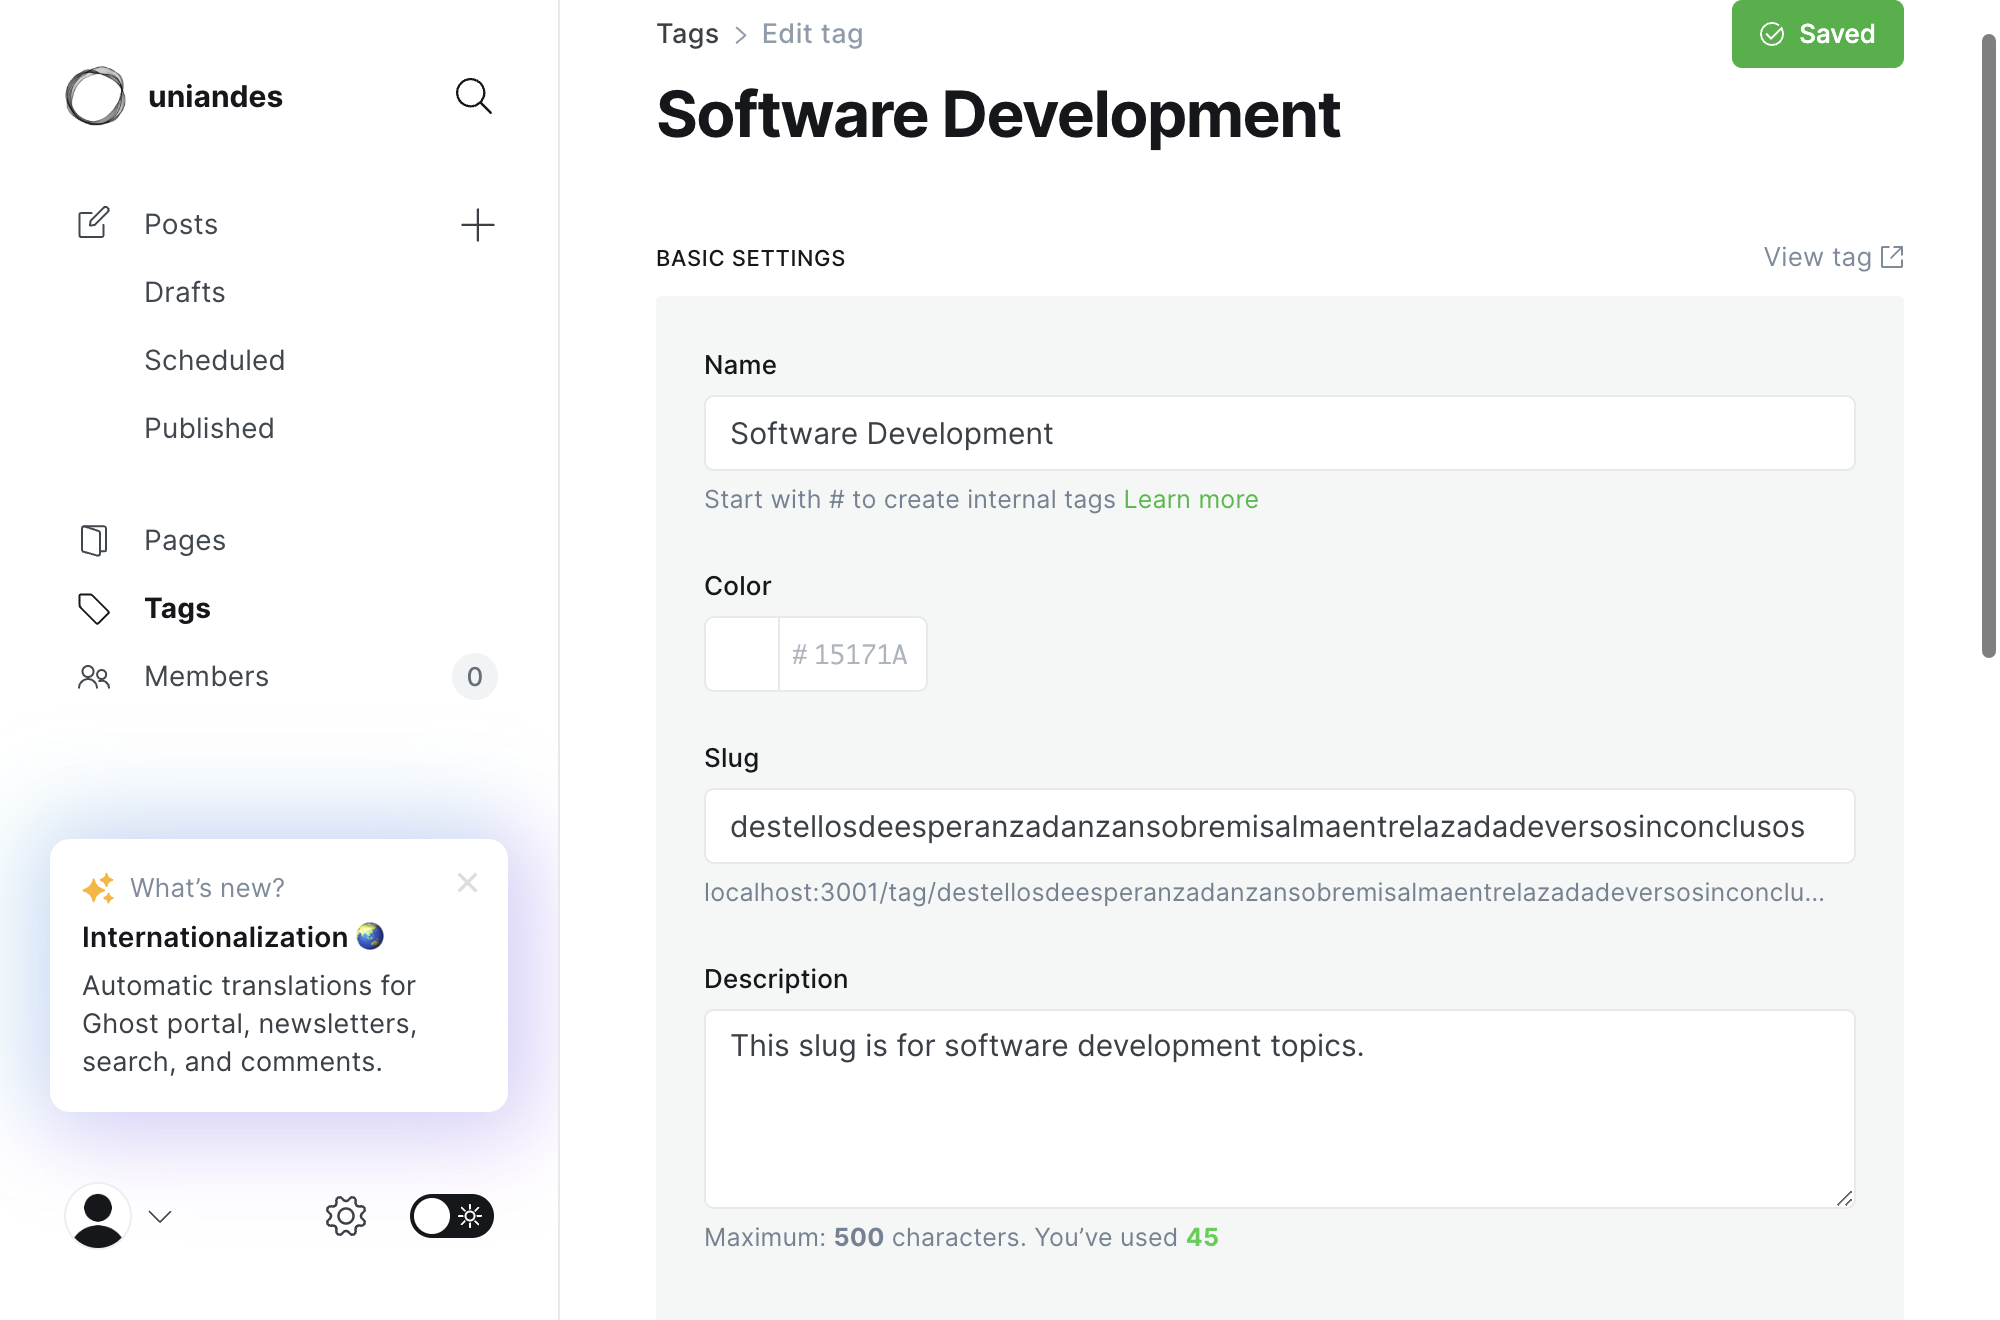 uniandes
Posts
Drafts
Scheduled
Published
Pages
Tags
Members
0
What’s new?
Internationalization
Automatic translations for
Ghost portal, newsletters,
search, and comments.
Tags > Edit tag
Saved
Software Development
BASIC SETTINGS
View tag
Name
Software Development
Start with # to create internal tags Learn more
Color
# 15171A
Slug
destellosdeesperanzadanzansobremisalmaentrelazadadeversosinconclusos
localhost:3001/tag/destellosdeesperanzadanzansobremisalmaentrelazadadeversosinconclu...
Description
This slug is for software development topics.
Maximum: 500 characters. You’ve used 45